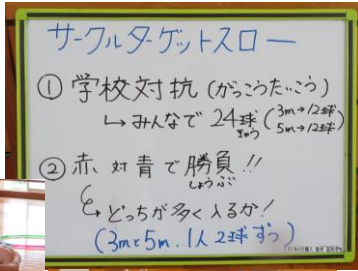 サークルターゲットスロー
① 学校対抗 (がっこうたいこう)
↳ みんなで 24球 (3m→12球
きゅう 5m→12球)
② 赤 対 青で 勝負!!
しょうぶ
↳ どっちが多く入るか!
(3mと5m. 1人 2球ずつ)